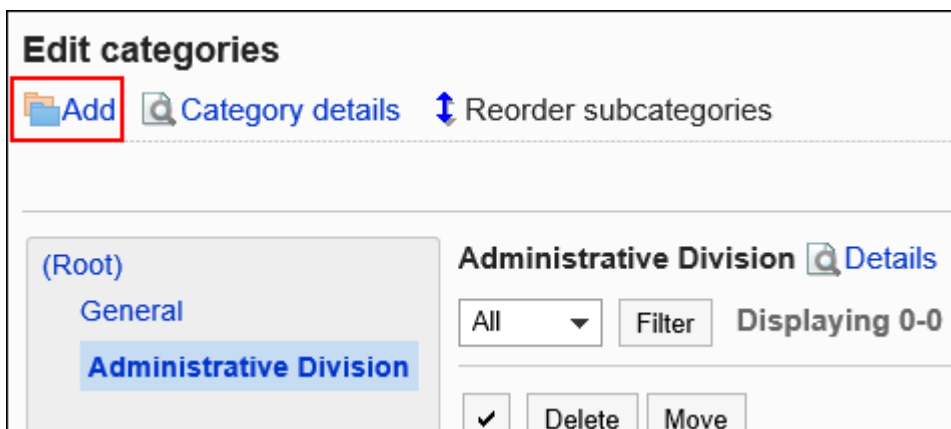 Edit categories
Add Category details Reorder subcategories
(Root)
General
Administrative Division
Administrative Division Details
All Filter Displaying 0-0
Delete Move